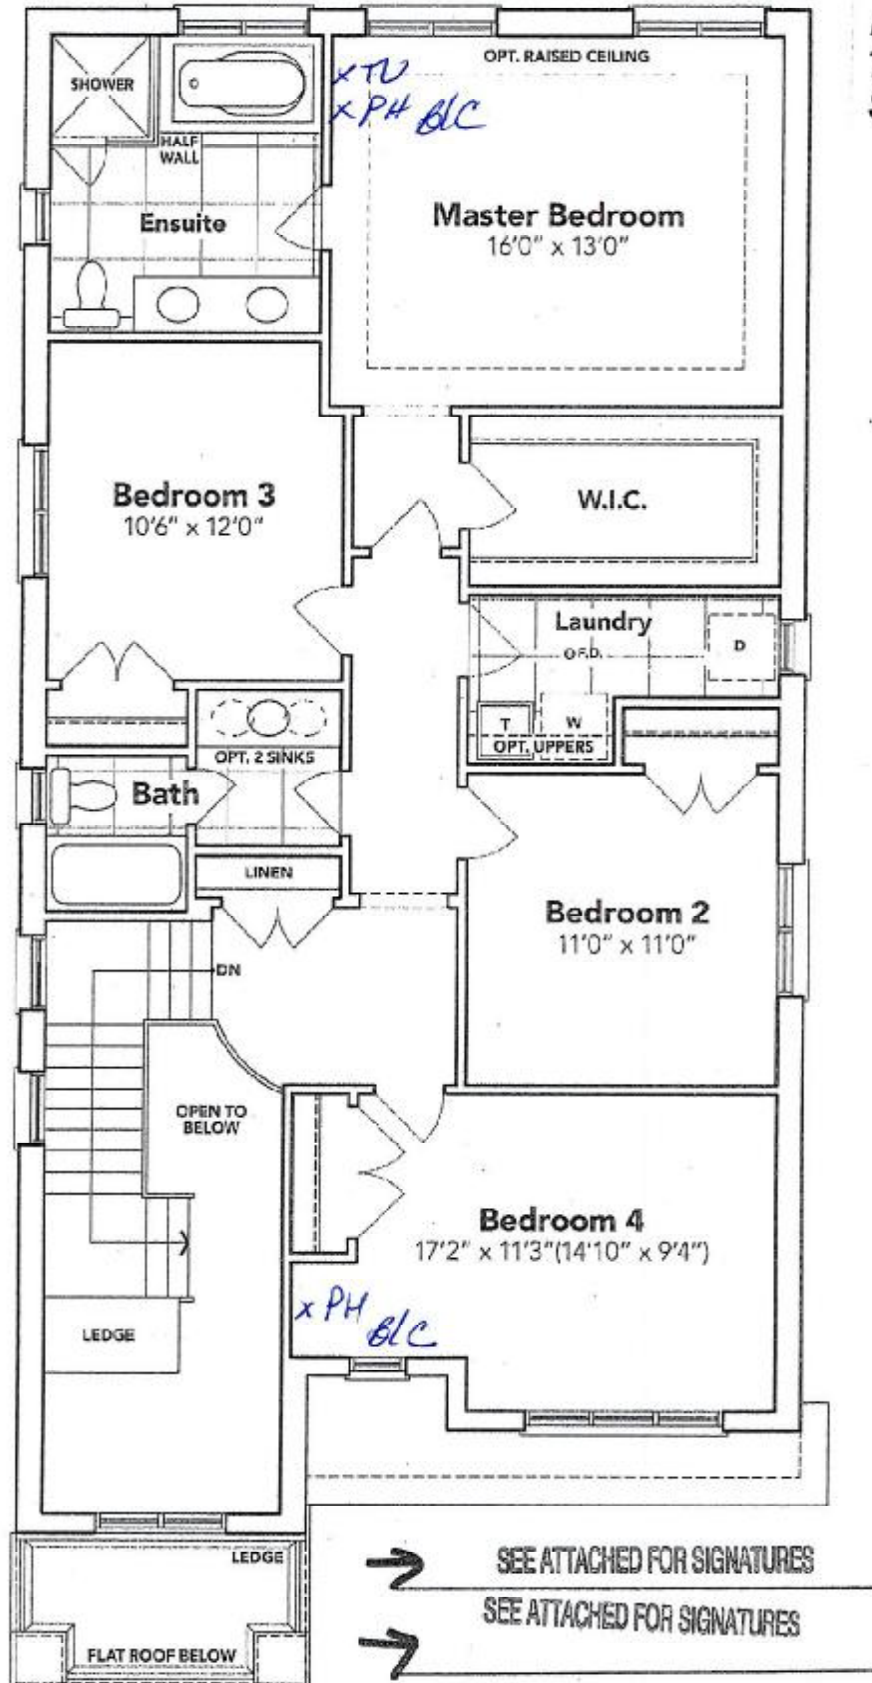 OPT. RAISED CEILING
SHOWER
x TV
x PH B/C
HALF
WALL
Ensuite
Master Bedroom
16'0" x 13'0"
Bedroom 3
10'6" x 12'0"
W.I.C.
Laundry
F.D.
D
T
W
OPT. UPPERS
OPT. 2 SINKS
Bath
LINEN
Bedroom 2
11'0" x 11'0"
DN
OPEN TO
BELOW
Bedroom 4
17'2" x 11'3"(14'10" x 9'4")
x PH
B/C
LEDGE
LEDGE
FLAT ROOF BELOW
SEE ATTACHED FOR SIGNATURES
SEE ATTACHED FOR SIGNATURES